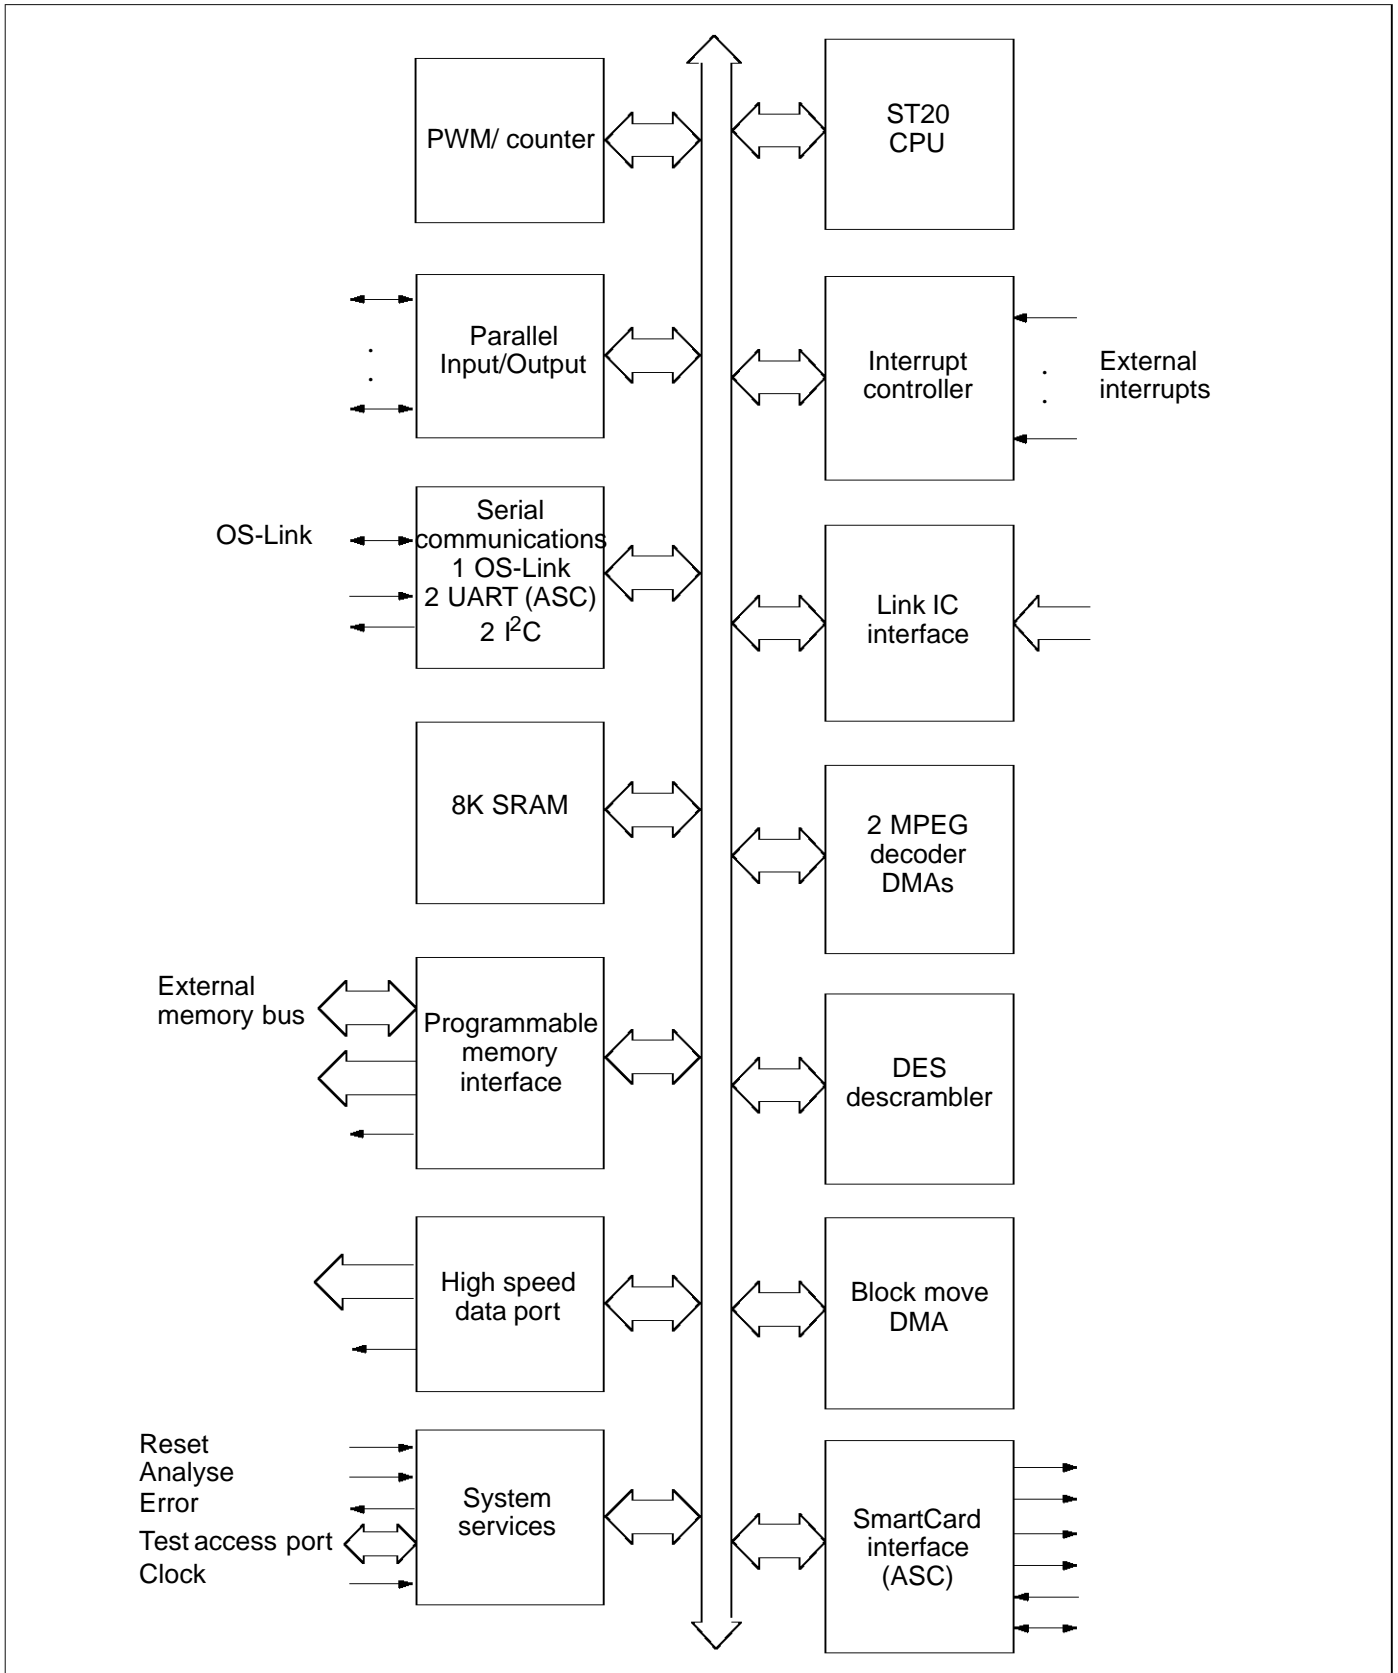 PWM/ counter
ST20
CPU
Parallel
Input/Output
Interrupt
controller
External
interrupts
OS-Link
Serial
communications
1 OS-Link
2 UART (ASC)
2 I²C
Link IC
interface
8K SRAM
2 MPEG
decoder
DMAs
External
memory bus
Programmable
memory
interface
DES
descrambler
High speed
data port
Block move
DMA
Reset
Analyse
Error
Test access port
Clock
System
services
SmartCard
interface
(ASC)